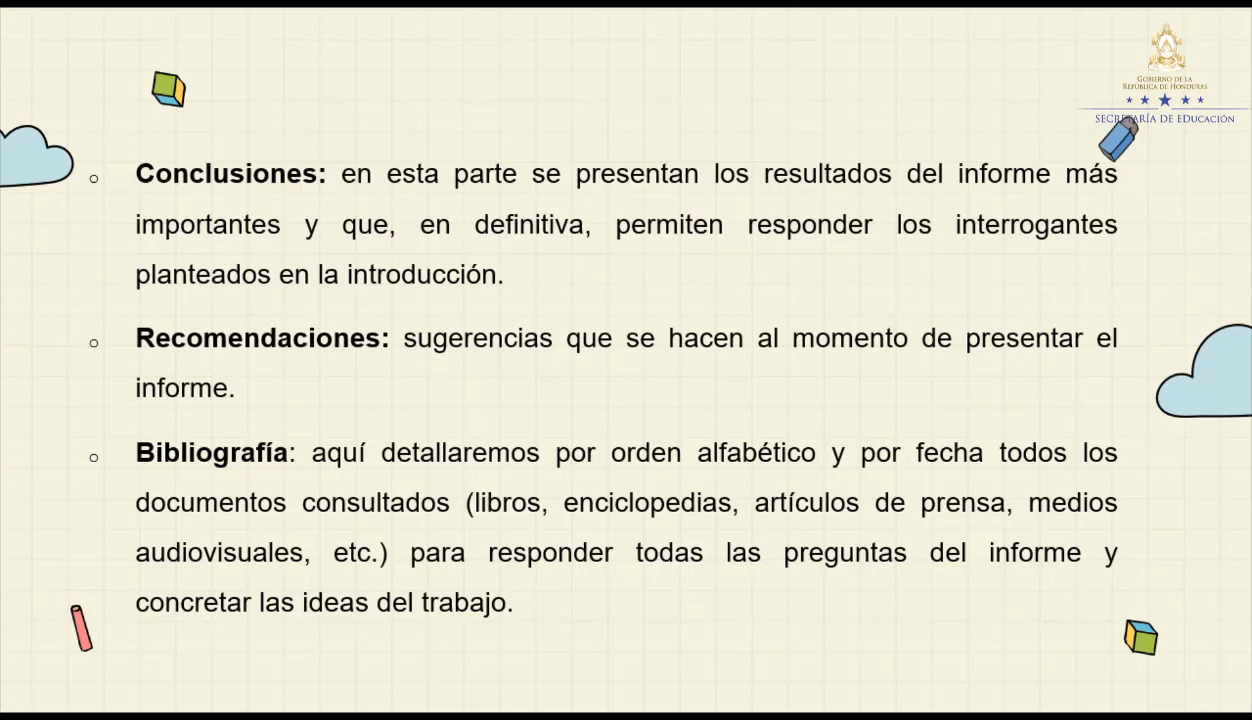 GOBIERNO DE LA
REPÚBLICA DE HONDURAS
SECRETARÍA DE EDUCACIÓN
Conclusiones: en esta parte se presentan los resultados del informe más
importantes y que, en definitiva, permiten responder los interrogantes
planteados en la introducción.
Recomendaciones: sugerencias que se hacen al momento de presentar el
informe.
Bibliografía: aquí detallaremos por orden alfabético y por fecha todos los
documentos consultados (libros, enciclopedias, artículos de prensa, medios
audiovisuales, etc.) para responder todas las preguntas del informe y
concretar las ideas del trabajo.